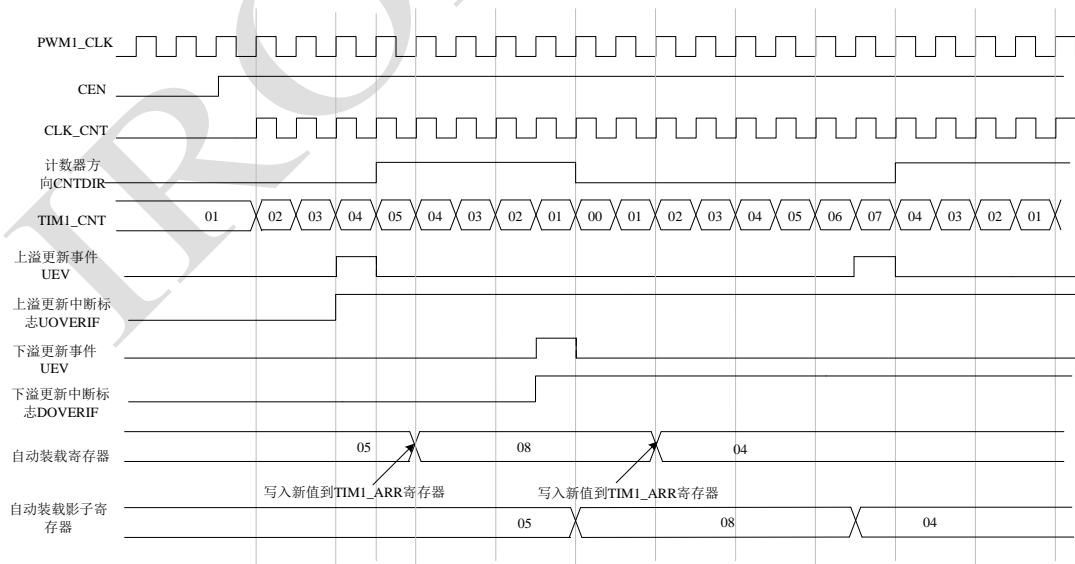 PWM1_CLK
CEN
CLK_CNT
计数器方
向CNTDIR
TIM1_CNT 01 02 03 04 05 04 03 02 01 00 01 02 03 04 05 06 07 04 03 02 01
上溢更新事件
UEV
上溢更新中断标
志UOVERIF
下溢更新事件
UEV
下溢更新中断标
志DOVERIF
自动装载寄存器 05 08 04
写入新值到TIM1_ARR寄存器 写入新值到TIM1_ARR寄存器
自动装载影子寄
存器 05 08 04